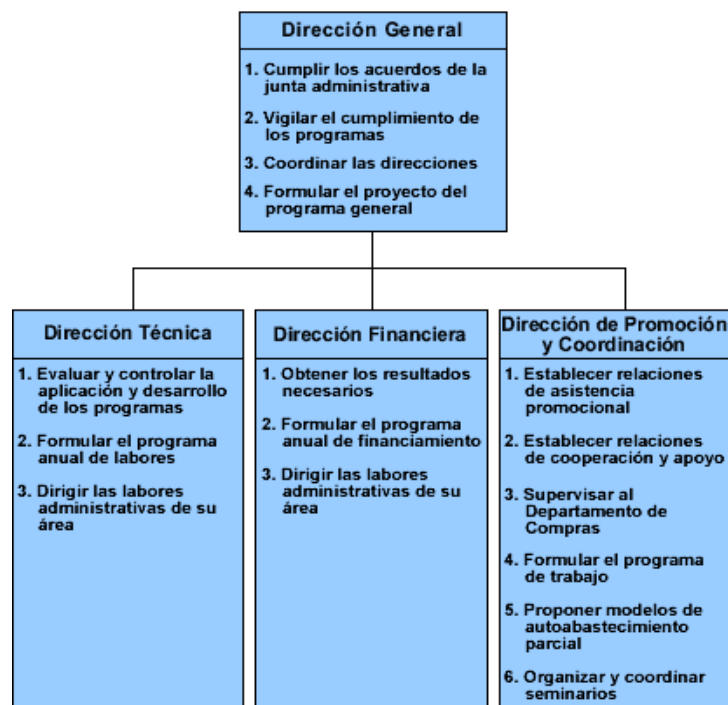 Dirección General
1. Cumplir los acuerdos de la
junta administrativa
2. Vigilar el cumplimiento de
los programas
3. Coordinar las direcciones
4. Formular el proyecto del
programa general
Dirección Técnica
1. Evaluar y controlar la
aplicación y desarrollo
de los programas
2. Formular el programa
anual de labores
3. Dirigir las labores
administrativas de su
área
Dirección Financiera
1. Obtener los resultados
necesarios
2. Formular el programa
anual de financiamiento
3. Dirigir las labores
administrativas de su
área
Dirección de Promoción
y Coordinación
1. Establecer relaciones
de asistencia
promocional
2. Establecer relaciones
de cooperación y apoyo
3. Supervisar al
Departamento de
Compras
4. Formular el programa
de trabajo
5. Proponer modelos de
autoabastecimiento
parcial
6. Organizar y coordinar
seminarios